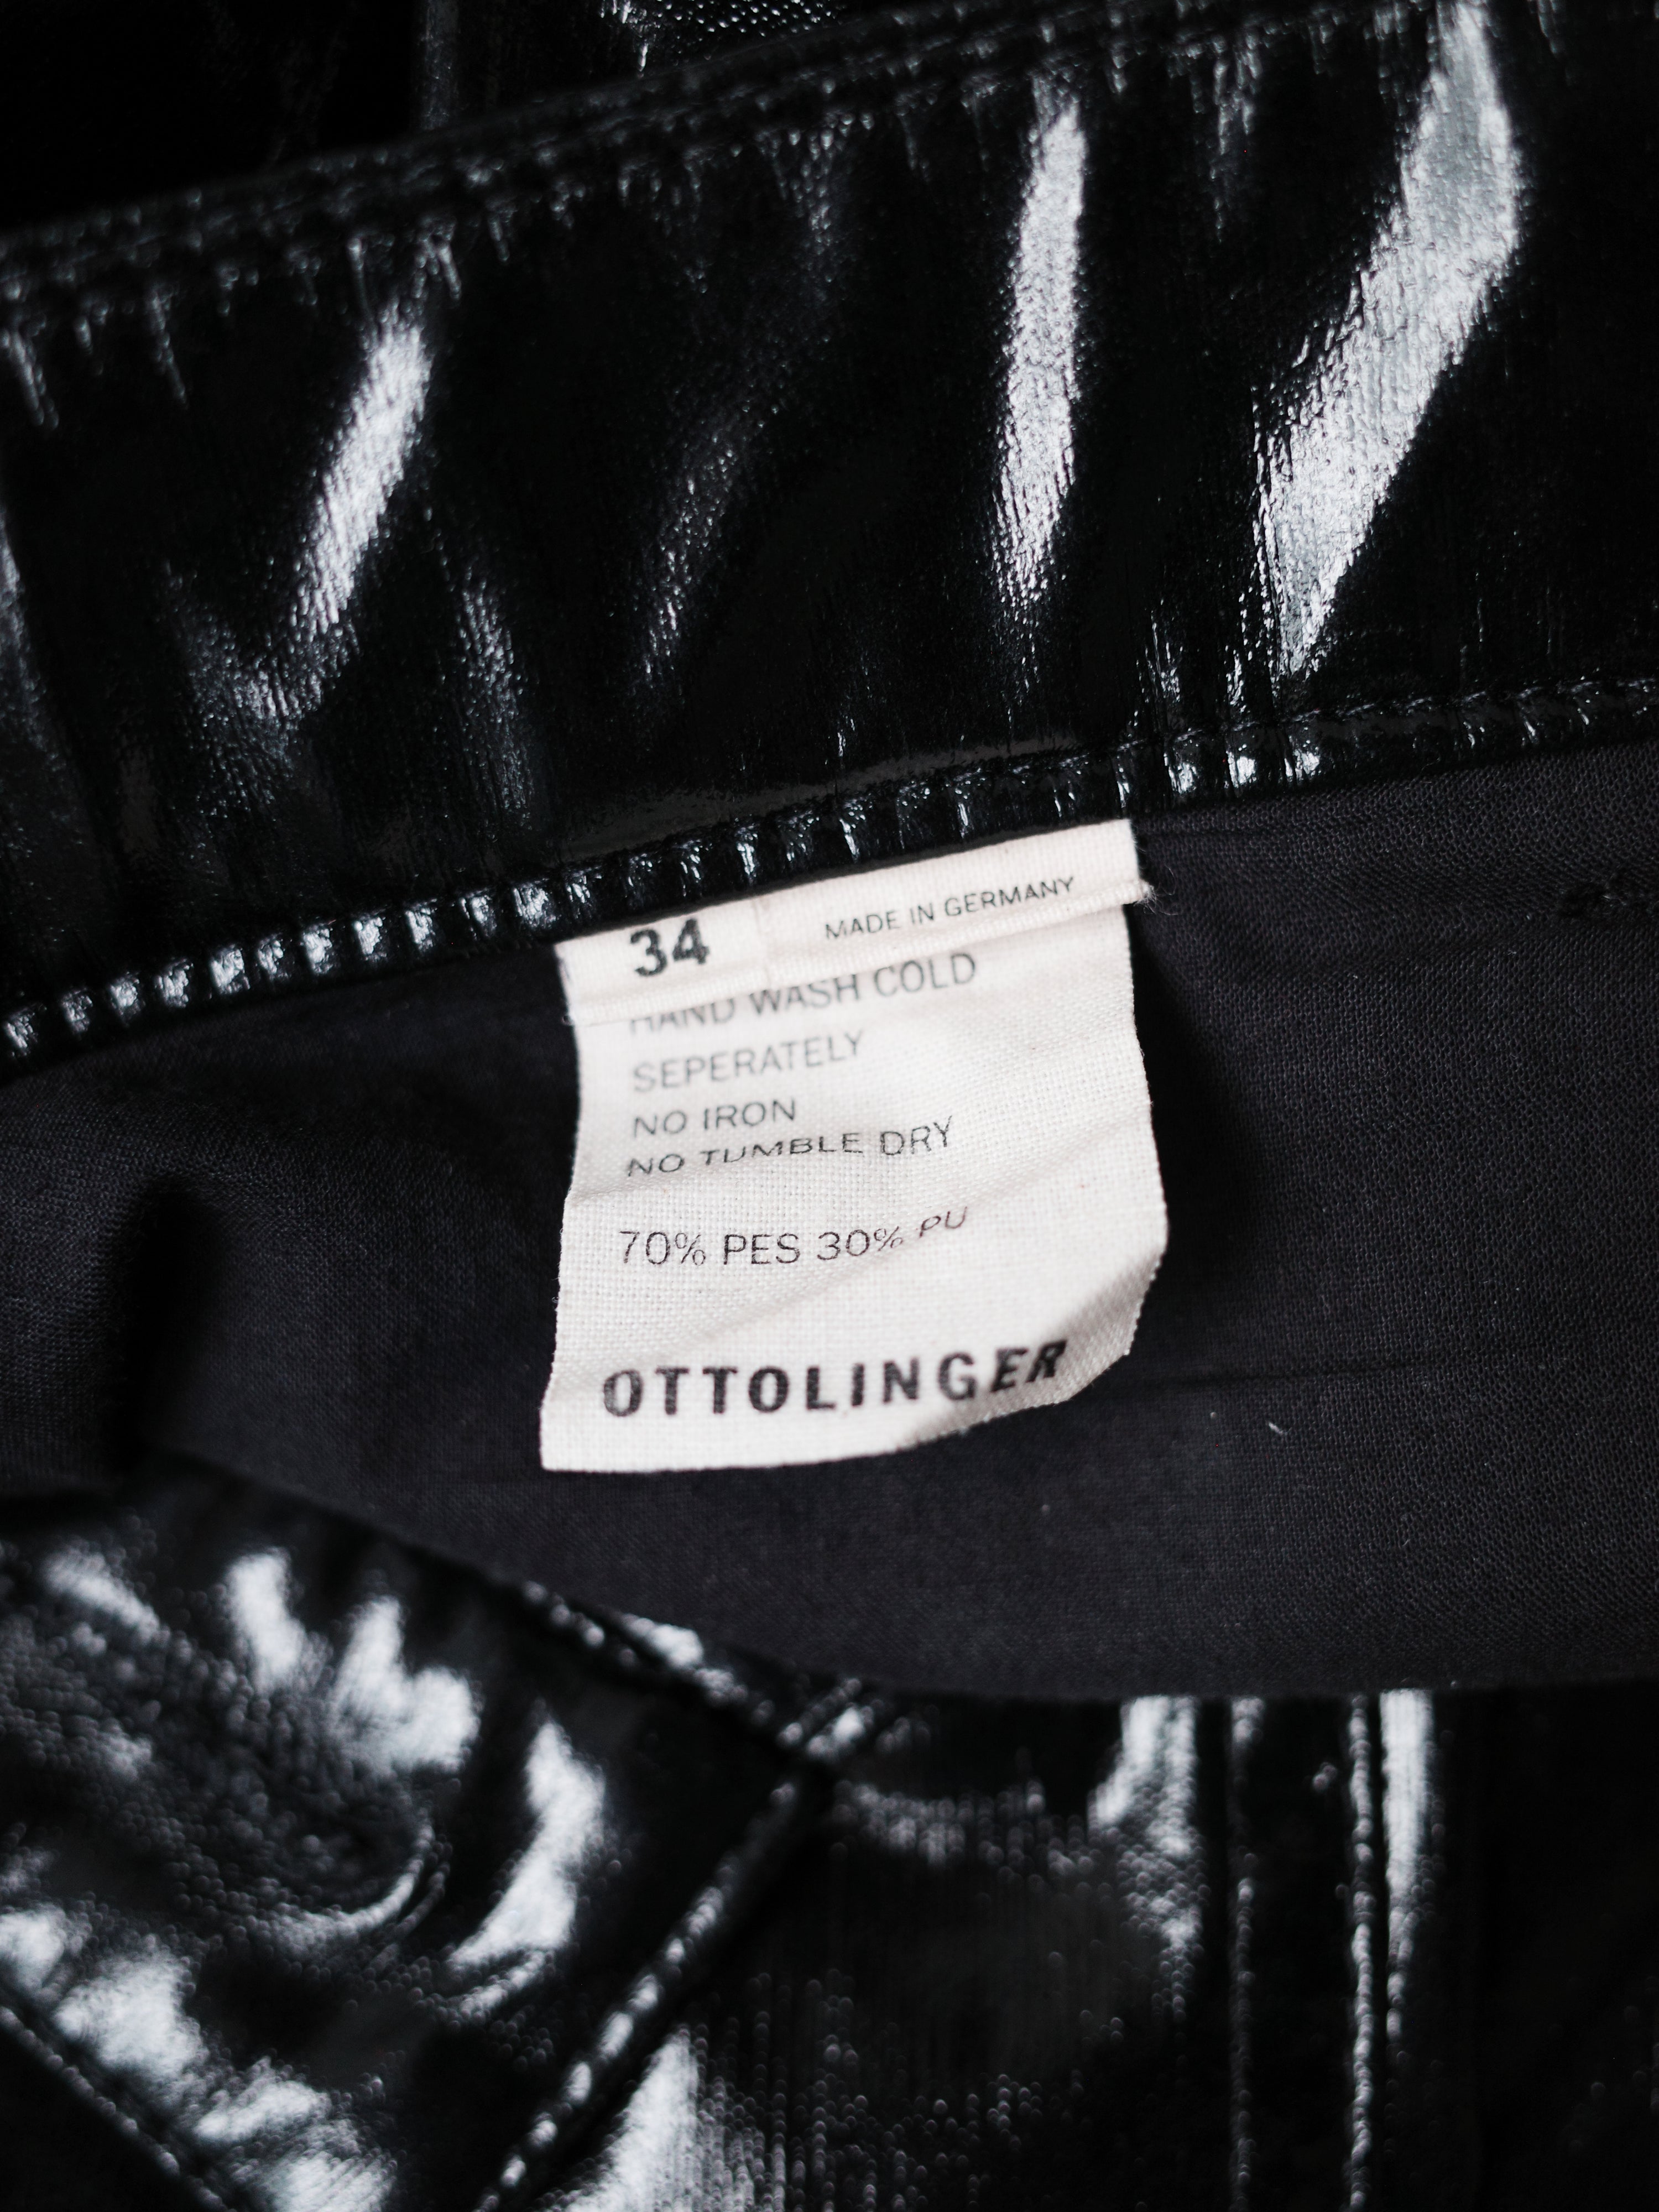 34
MADE IN GERMANY
HAND WASH COLD
SEPERATELY
NO IRON
NO TUMBLE DRY
70% PES 30% PU
OTTOLINGER